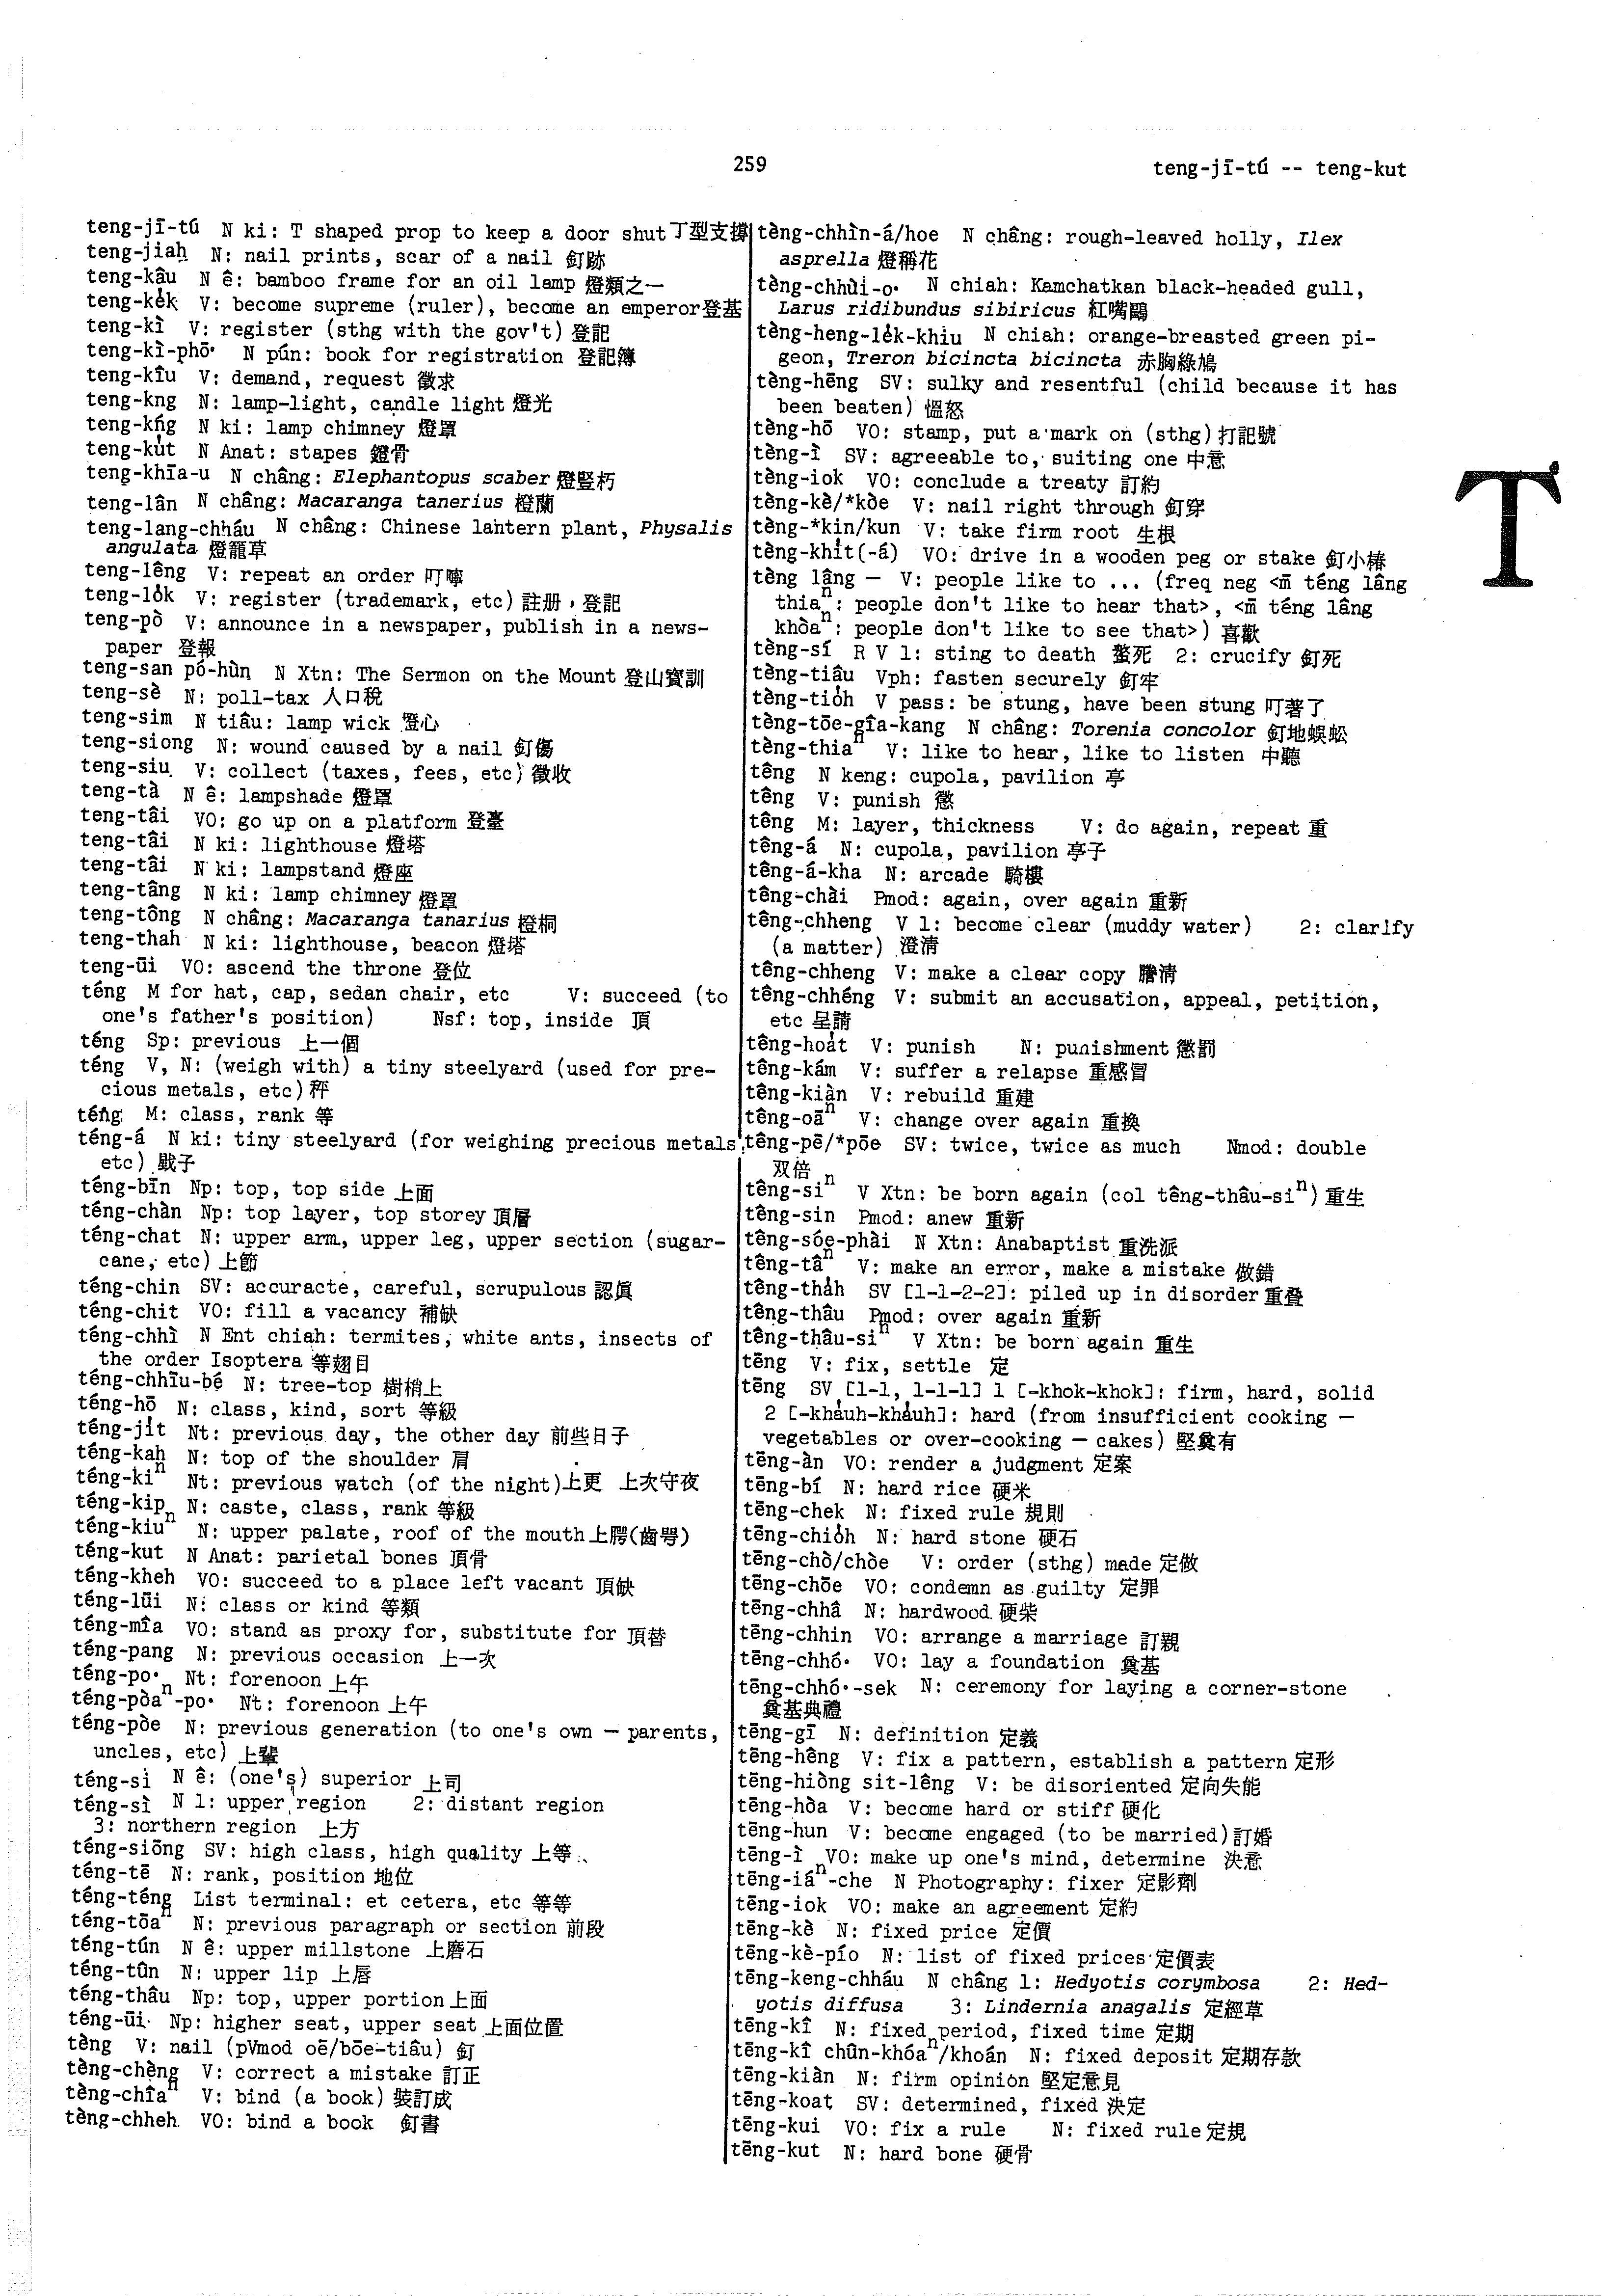 259
teng-jī-tú -- teng-kut
teng-jī-tú N ki: T shaped prop to keep a door shut 丁型支撐
teng-jiah N: nail prints, scar of a nail 釘跡
teng-kâu N ê: bamboo frame for an oil lamp 燈類之一
teng-ke̍k V: become supreme (ruler), become an emperor 登基
teng-kì V: register (sthg with the gov't) 登記
teng-kì-phō· N pún: book for registration 登記簿
teng-kîu V: demand, request 徵求
teng-kng N: lamp-light, candle light 燈光
teng-kńg N ki: lamp chimney 燈罩
teng-kut N Anat: stapes 鐙骨
teng-khīa-u N châng: Elephantopus scaber 燈豎朽
teng-lân N châng: Macaranga tanerius 橙蘭
teng-lang-chháu N châng: Chinese lahtern plant, Physalis
angulata 燈籠草
teng-lêng V: repeat an order 叮嚀
teng-lo̍k V: register (trademark, etc) 註册，登記
teng-pò V: announce in a newspaper, publish in a news-
paper 登報
teng-san pó-hùn N Xtn: The Sermon on the Mount 登山寶訓
teng-sè N: poll-tax 人口稅
teng-sim N tiâu: lamp wick 燈心
teng-siong N: wound caused by a nail 釘傷
teng-siu V: collect (taxes, fees, etc) 徵收
teng-tà N ê: lampshade 燈罩
teng-tâi VO: go up on a platform 登臺
teng-tâi N ki: lighthouse 燈塔
teng-tâi N ki: lampstand 燈座
teng-tâng N ki: lamp chimney 燈罩
teng-tông N châng: Macaranga tanarius 橙桐
teng-thah N ki: lighthouse, beacon 燈塔
teng-ūi VO: ascend the throne 登位
téng M for hat, cap, sedan chair, etc V: succeed (to
one's father's position) Nsf: top, inside 頂
téng Sp: previous 上一個
téng V, N: (weigh with) a tiny steelyard (used for pre-
cious metals, etc) 秤
téng M: class, rank 等
téng-á N ki: tiny steelyard (for weighing precious metals
etc) 戥子
téng-bīn Np: top, top side 上面
téng-chàn Np: top layer, top storey 頂層
téng-chat N: upper arm, upper leg, upper section (sugar-
cane, etc) 上節
téng-chin SV: accuracte, careful, scrupulous 認眞
téng-chit VO: fill a vacancy 補缺
téng-chhì N Ent chiah: termites, white ants, insects of
the order Isoptera 等翅目
téng-chhīu-bé N: tree-top 樹梢上
téng-hō N: class, kind, sort 等級
téng-ji̍t Nt: previous day, the other day 前些日子
téng-kah N: top of the shoulder 肩
téng-kiⁿ Nt: previous watch (of the night) 上更 上次守夜
téng-kip N: caste, class, rank 等級
téng-kiuⁿ N: upper palate, roof of the mouth 上腭(齒咢)
téng-kut N Anat: parietal bones 頂骨
téng-kheh VO: succeed to a place left vacant 頂缺
téng-lūi N: class or kind 等類
téng-mîa VO: stand as proxy for, substitute for 頂替
téng-pang N: previous occasion 上一次
téng-po· Nt: forenoon 上午
téng-pòaⁿ-po· Nt: forenoon 上午
téng-pòe N: previous generation (to one's own — parents,
uncles, etc) 上輩
téng-si N ê: (one's) superior 上司
téng-sì N 1: upper region 2: distant region
3: northern region 上方
téng-siōng SV: high class, high quality 上等
téng-tē N: rank, position 地位
téng-téng List terminal: et cetera, etc 等等
téng-tōaⁿ N: previous paragraph or section 前段
téng-tún N ê: upper millstone 上磨石
téng-tûn N: upper lip 上唇
téng-thâu Np: top, upper portion 上面
téng-ūi Np: higher seat, upper seat 上面位置
tèng V: nail (pVmod oē/bōe-tiâu) 釘
tèng-chèng V: correct a mistake 訂正
tèng-chîaⁿ V: bind (a book) 裝訂成
tèng-chheh VO: bind a book 釘書
tèng-chhìn-á/hoe N châng: rough-leaved holly, Ilex
asprella 燈稱花
tèng-chhùi-o· N chiah: Kamchatkan black-headed gull,
Larus ridibundus sibiricus 紅嘴鷗
tèng-heng-le̍k-khiu N chiah: orange-breasted green pi-
geon, Treron bicincta bicincta 赤胸綠鳩
tèng-hēng SV: sulky and resentful (child because it has
been beaten) 慍怒
tèng-hō VO: stamp, put a mark on (sthg) 打記號
tèng-ì SV: agreeable to, suiting one 中意
tèng-iok VO: conclude a treaty 訂約
tèng-kè/*kòe V: nail right through 釘穿
tèng-*kin/kun V: take firm root 生根
tèng-khi̍t(-á) VO: drive in a wooden peg or stake 釘小樁
tèng lâng — V: people like to ... (freq neg <m̄ téng lâng
thiaⁿ: people don't like to hear that>, <m̄ téng lâng
khòaⁿ: people don't like to see that>) 喜歡
tèng-sí R V 1: sting to death 螫死 2: crucify 釘死
tèng-tiâu Vph: fasten securely 釘牢
tèng-tio̍h V pass: be stung, have been stung 叮著了
tèng-tōe-gîa-kang N châng: Torenia concolor 釘地蜈蚣
tèng-thiaⁿ V: like to hear, like to listen 中聽
têng N keng: cupola, pavilion 亭
têng V: punish 懲
têng M: layer, thickness V: do again, repeat 重
têng-á N: cupola, pavilion 亭子
têng-á-kha N: arcade 騎樓
têng-chài Pmod: again, over again 重新
têng-chheng V 1: become clear (muddy water) 2: clarify
(a matter) 澄清
têng-chheng V: make a clear copy 謄清
têng-chhéng V: submit an accusation, appeal, petition,
etc 呈請
têng-hoa̍t V: punish N: punishment 懲罰
têng-kám V: suffer a relapse 重感冒
têng-kiàn V: rebuild 重建
têng-oāⁿ V: change over again 重換
têng-pē/*pōe SV: twice, twice as much Nmod: double
双倍
têng-siⁿ V Xtn: be born again (col têng-thâu-siⁿ) 重生
têng-sin Pmod: anew 重新
têng-sóe-phài N Xtn: Anabaptist 重洗派
têng-tâⁿ V: make an error, make a mistake 做錯
têng-tha̍h SV [1-1-2-2]: piled up in disorder 重疊
têng-thâu Pmod: over again 重新
têng-thâu-siⁿ V Xtn: be born again 重生
tēng V: fix, settle 定
tēng SV [1-1, 1-1-1] 1 [-khok-khok]: firm, hard, solid
2 [-kha̍uh-kha̍uh]: hard (from insufficient cooking —
vegetables or over-cooking — cakes) 堅奠有
tēng-àn VO: render a judgment 定案
tēng-bí N: hard rice 硬米
tēng-chek N: fixed rule 規則
tēng-chio̍h N: hard stone 硬石
tēng-chò/chòe V: order (sthg) made 定做
tēng-chōe VO: condemn as guilty 定罪
tēng-chhâ N: hardwood 硬柴
tēng-chhin VO: arrange a marriage 訂親
tēng-chhó· VO: lay a foundation 奠基
tēng-chhó·-sek N: ceremony for laying a corner-stone
奠基典禮
tēng-gī N: definition 定義
tēng-hêng V: fix a pattern, establish a pattern 定形
tēng-hiòng sit-lêng V: be disoriented 定向失能
tēng-hòa V: become hard or stiff 硬化
tēng-hun V: become engaged (to be married) 訂婚
tēng-ì VO: make up one's mind, determine 決意
tēng-iáⁿ-che N Photography: fixer 定影劑
tēng-iok VO: make an agreement 定約
tēng-kè N: fixed price 定價
tēng-kè-pío N: list of fixed prices 定價表
tēng-keng-chháu N châng 1: Hedyotis corymbosa 2: Hed-
yotis diffusa 3: Lindernia anagalis 定經草
tēng-kî N: fixed period, fixed time 定期
tēng-kî chûn-khóaⁿ/khoán N: fixed deposit 定期存款
tēng-kiàn N: firm opinion 堅定意見
tēng-koat SV: determined, fixed 決定
tēng-kui VO: fix a rule N: fixed rule 定規
tēng-kut N: hard bone 硬骨
T